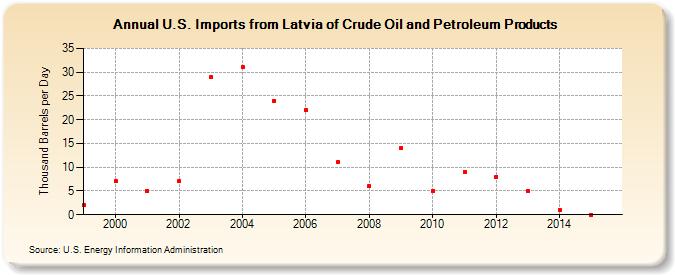 Annual U.S. Imports from Latvia of Crude Oil and Petroleum Products
Thousand Barrels per Day
35
30
25
20
15
10
5
0
2000 2002 2004 2006 2008 2010 2012 2014
Source: U.S. Energy Information Administration